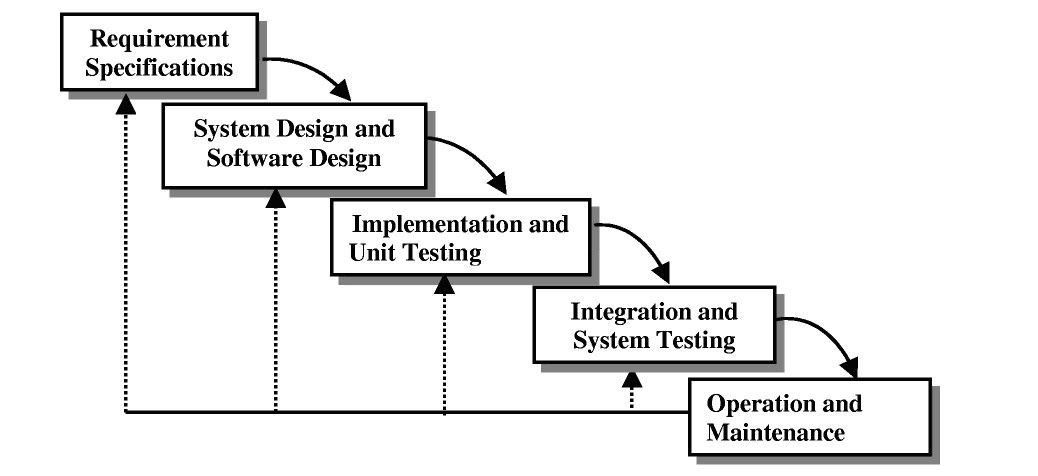 Requirement
Specifications
System Design and
Software Design
Implementation and
Unit Testing
Integration and
System Testing
Operation and
Maintenance